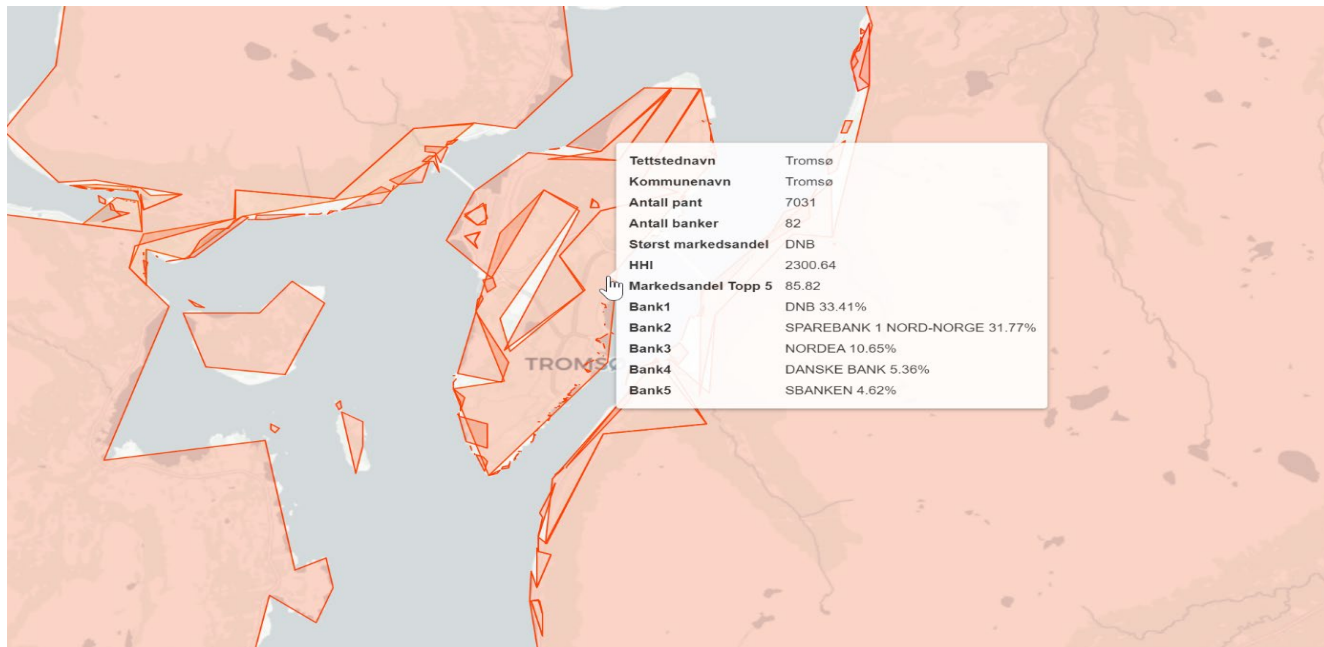 Tettstednavn Tromsø
Kommunenavn Tromsø
Antall pant 7031
Antall banker 82
Størst markedsandel DNB
HHI 2300.64
Markedsandel Topp 5 85.82
Bank1 DNB 33.41%
Bank2 SPAREBANK 1 NORD-NORGE 31.77%
Bank3 NORDEA 10.65%
TROMSØ
Bank4 DANSKE BANK 5.36%
Bank5 SBANKEN 4.62%